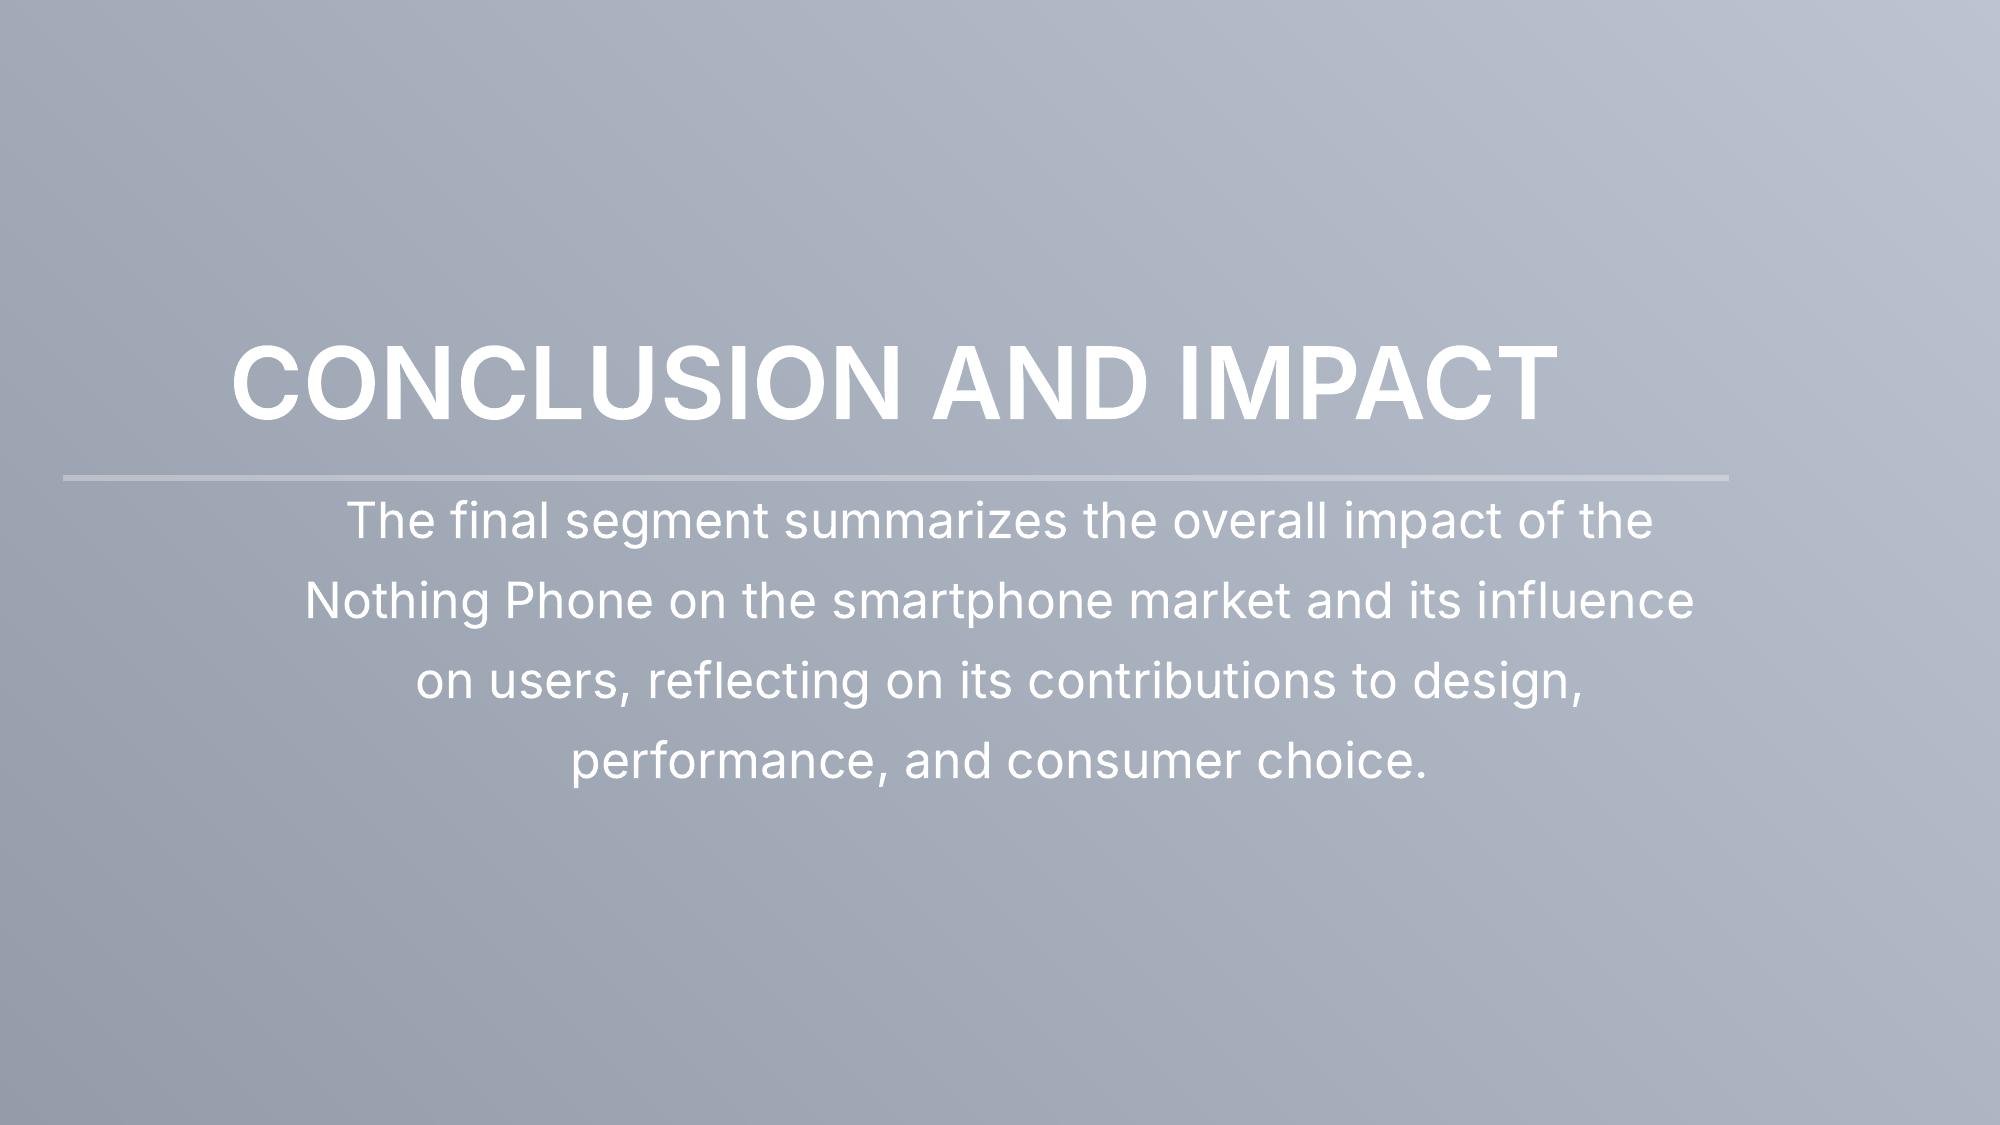 CONCLUSION AND IMPACT
The final segment summarizes the overall impact of the
Nothing Phone on the smartphone market and its influence
on users, reflecting on its contributions to design,
performance, and consumer choice.